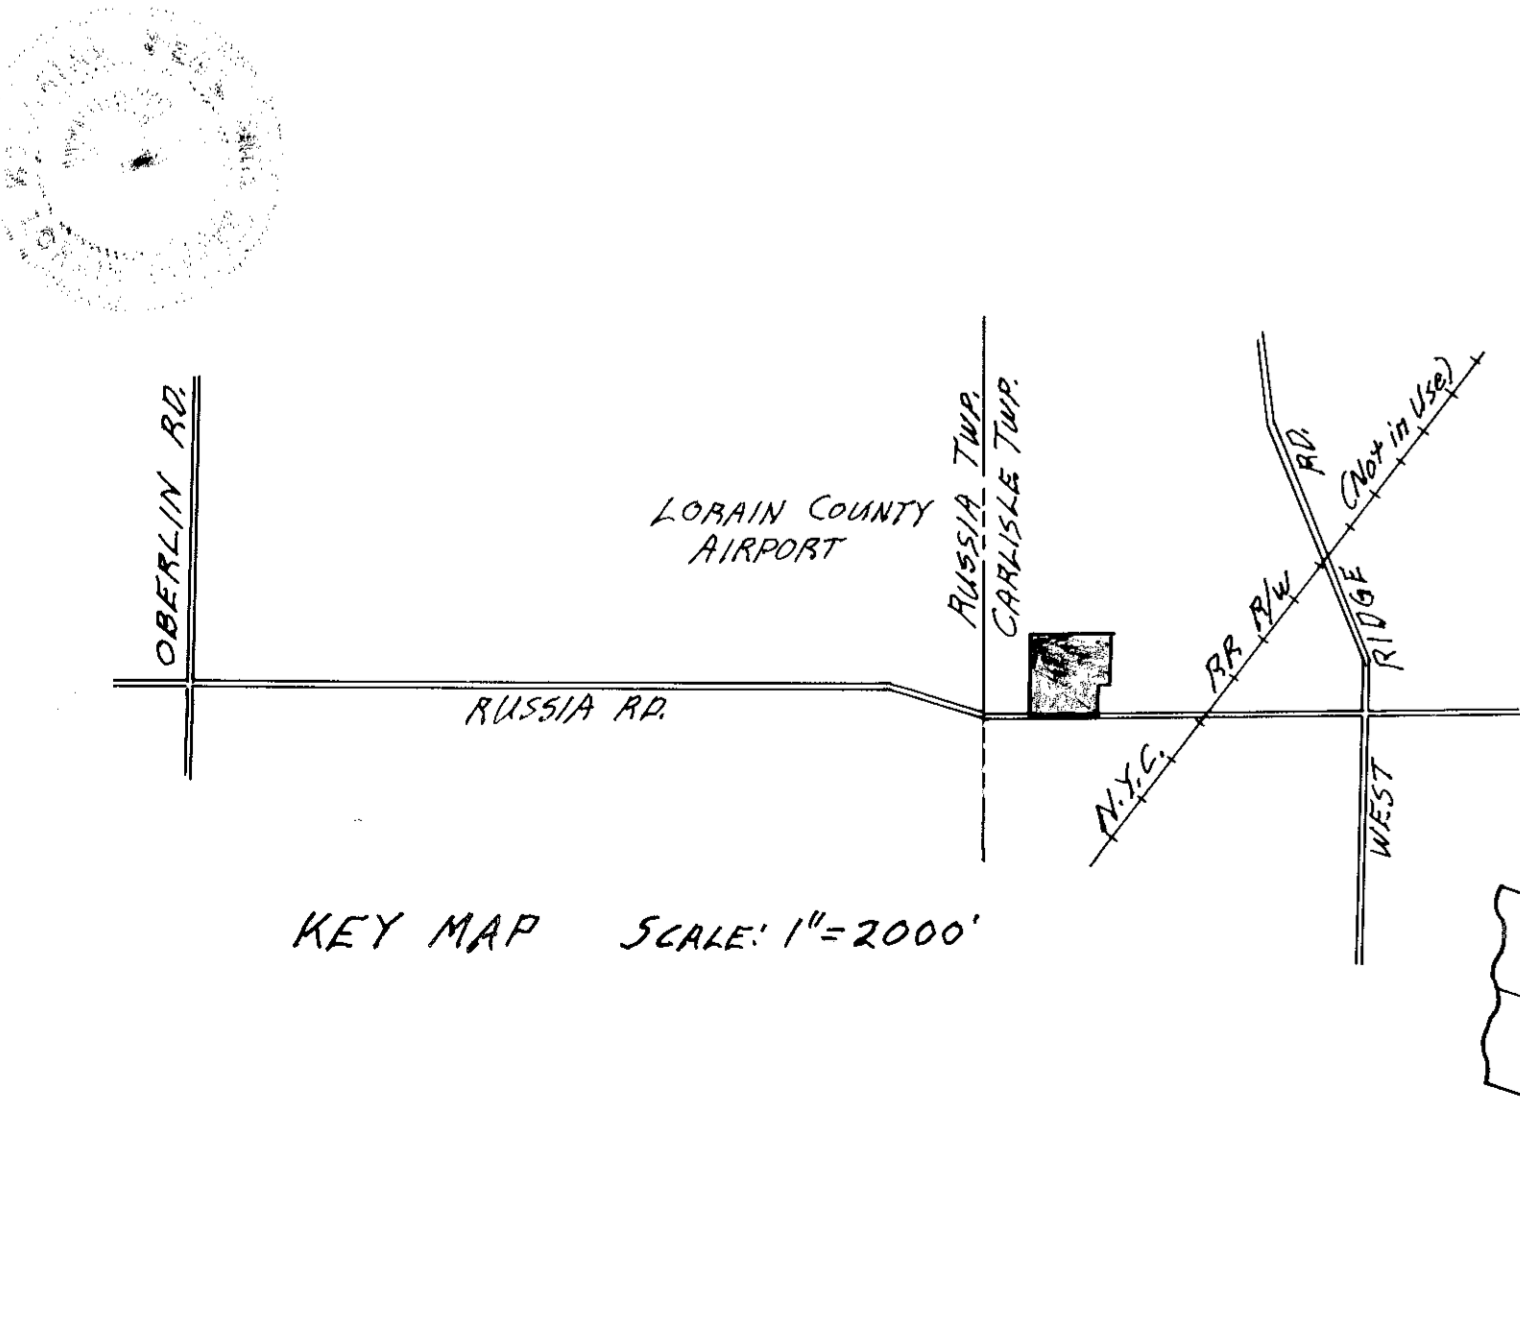 OBERLIN RD.
LORAIN COUNTY
AIRPORT
RUSSIA TWP.
CARLISLE TWP.
RUSSIA RD.
N.Y.C. RR R/W (Not in Use)
WEST RIDGE RD.
KEY MAP SCALE: 1"=2000'